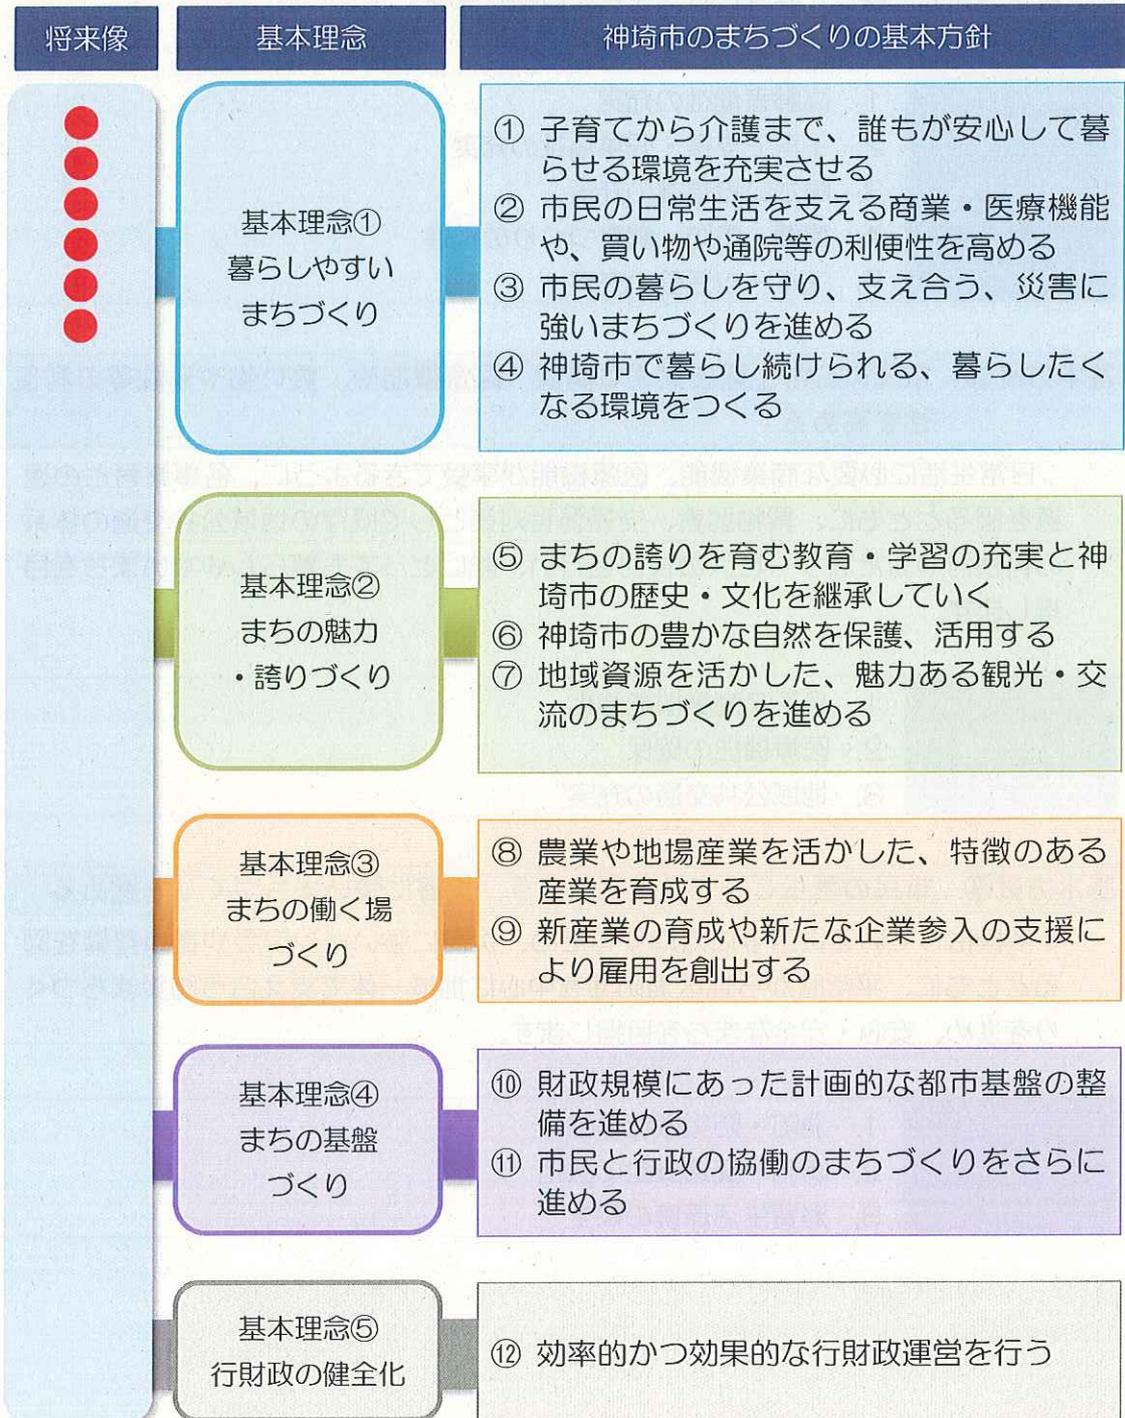 将来像
基本理念
神埼市のまちづくりの基本方針
●●●●●●
基本理念①
暮らしやすい
まちづくり
① 子育てから介護まで、誰もが安心して暮
らせる環境を充実させる
② 市民の日常生活を支える商業・医療機能
や、買い物や通院等の利便性を高める
③ 市民の暮らしを守り、支え合う、災害に
強いまちづくりを進める
④ 神埼市で暮らし続けられる、暮らしたく
なる環境をつくる
基本理念②
まちの魅力
・誇りづくり
⑤ まちの誇りを育む教育・学習の充実と神
埼市の歴史・文化を継承していく
⑥ 神埼市の豊かな自然を保護、活用する
⑦ 地域資源を活かした、魅力ある観光・交
流のまちづくりを進める
基本理念③
まちの働く場
づくり
⑧ 農業や地場産業を活かした、特徴のある
産業を育成する
⑨ 新産業の育成や新たな企業参入の支援に
より雇用を創出する
基本理念④
まちの基盤
づくり
⑩ 財政規模にあった計画的な都市基盤の整
備を進める
⑪ 市民と行政の協働のまちづくりをさらに
進める
基本理念⑤
行財政の健全化
⑫ 効率的かつ効果的な行財政運営を行う